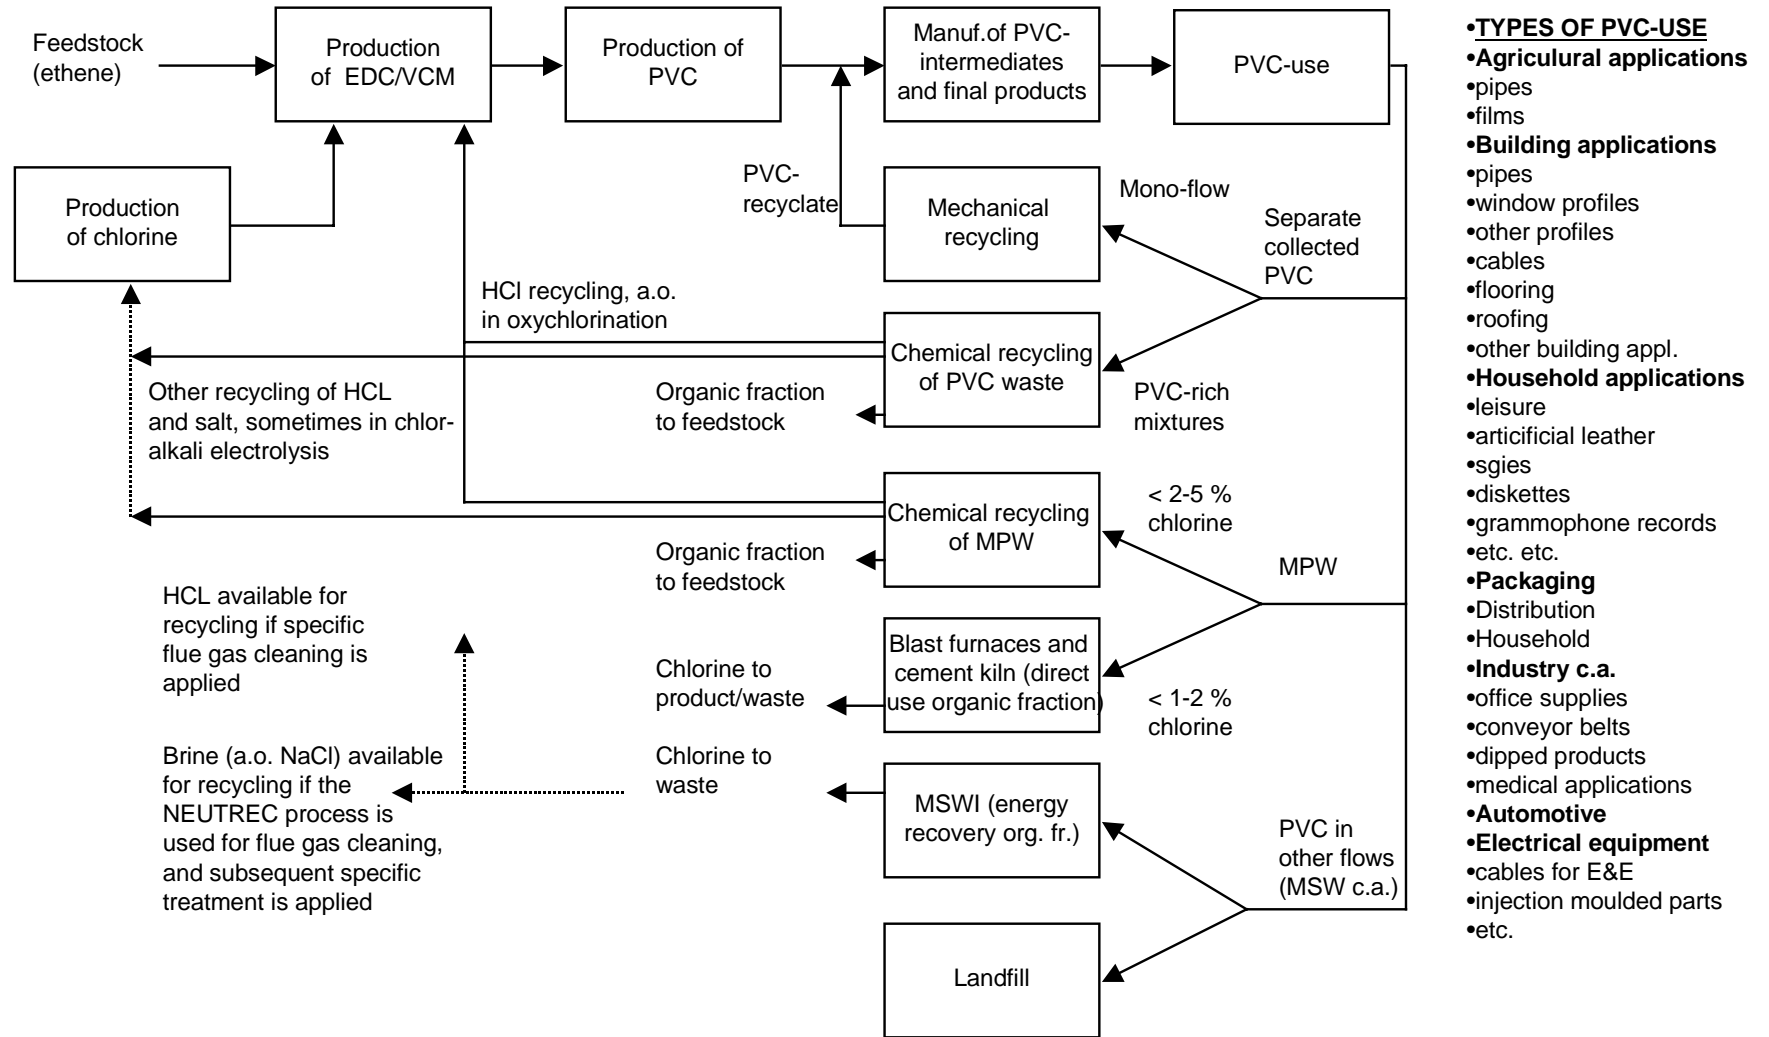 Feedstock
(ethene)
Production
of EDC/VCM
Production of
PVC
Manuf.of PVC-
intermediates
and final products
PVC-use
Production
of chlorine
PVC-
recyclate
Mechanical
recycling
Mono-flow
Separate
collected
PVC
HCl recycling, a.o.
in oxychlorination
Chemical recycling
of PVC waste
Other recycling of HCL
and salt, sometimes in chlor-
alkali electrolysis
Organic fraction
to feedstock
PVC-rich
mixtures
Chemical recycling
of MPW
< 2-5 %
chlorine
Organic fraction
to feedstock
MPW
HCL available for
recycling if specific
flue gas cleaning is
applied
Blast furnaces and
cement kiln (direct
use organic fraction)
Chlorine to
product/waste
< 1-2 %
chlorine
Brine (a.o. NaCl) available
for recycling if the
NEUTREC process is
used for flue gas cleaning,
and subsequent specific
treatment is applied
Chlorine to
waste
MSWI (energy
recovery org. fr.)
PVC in
other flows
(MSW c.a.)
Landfill
•TYPES OF PVC-USE
•Agriculural applications
•pipes
•films
•Building applications
•pipes
•window profiles
•other profiles
•cables
•flooring
•roofing
•other building appl.
•Household applications
•leisure
•articificial leather
•sgies
•diskettes
•grammophone records
•etc. etc.
•Packaging
•Distribution
•Household
•Industry c.a.
•office supplies
•conveyor belts
•dipped products
•medical applications
•Automotive
•Electrical equipment
•cables for E&E
•injection moulded parts
•etc.